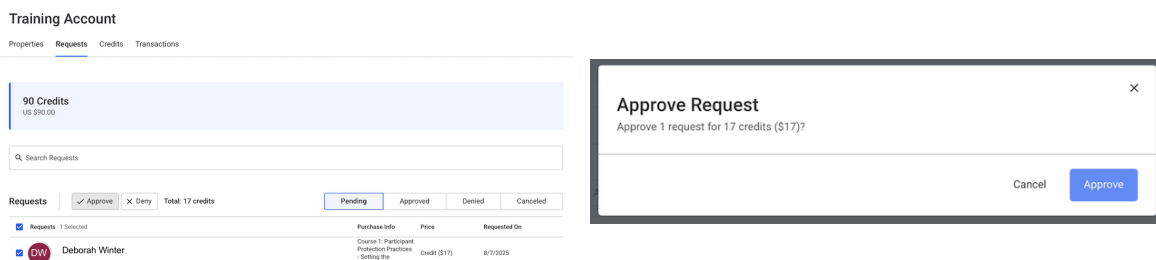 Training Account
Properties Requests Credits Transactions
90 Credits
US $90.00
Search Requests
Requests Approve Deny Total: 17 credits Pending Approved Denied Canceled
Requests 1 Selected Purchase Info Price Requested On
DW Deborah Winter Course 1: Participant
Protection Practices
- Setting the Credit ($17) 8/7/2025
Approve Request
Approve 1 request for 17 credits ($17)?
Cancel Approve